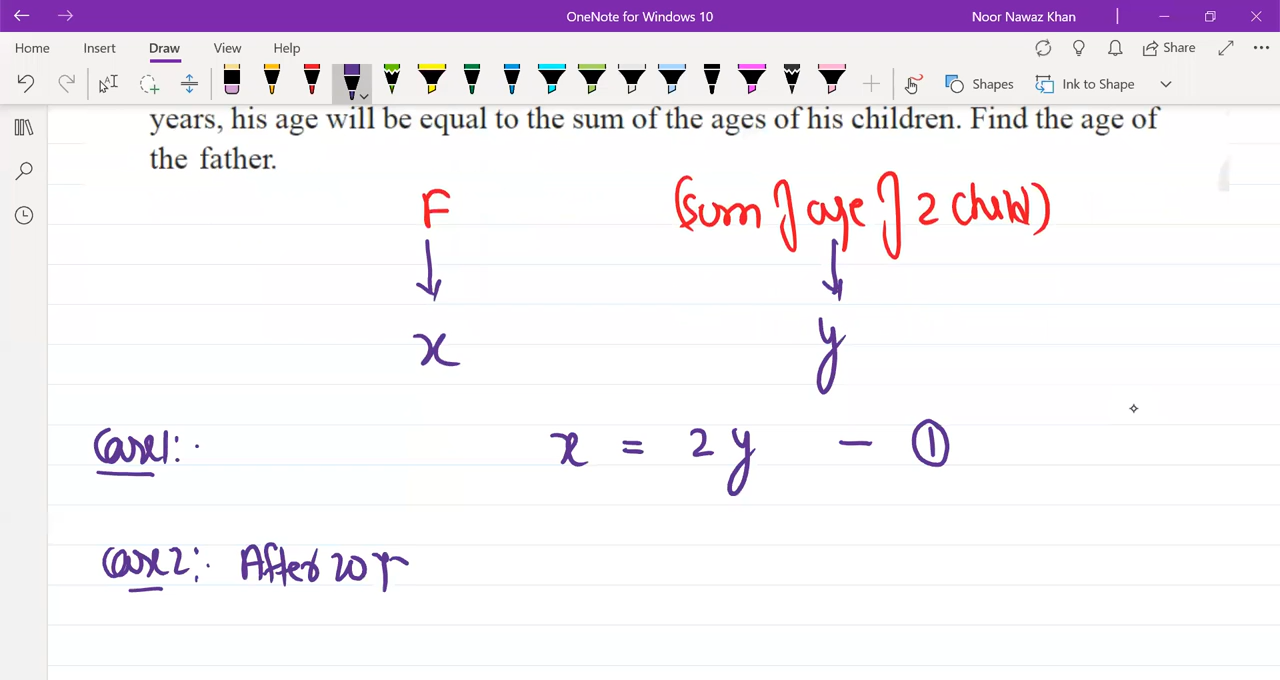 OneNote for Windows 10
Noor Nawaz Khan
Home Insert Draw View Help
Share
Shapes
Ink to Shape
years, his age will be equal to the sum of the ages of his children. Find the age of
the father.
F (sum of age of 2 child)
x y
Case1:. x = 2y - ①
Case2:. After 20 yr